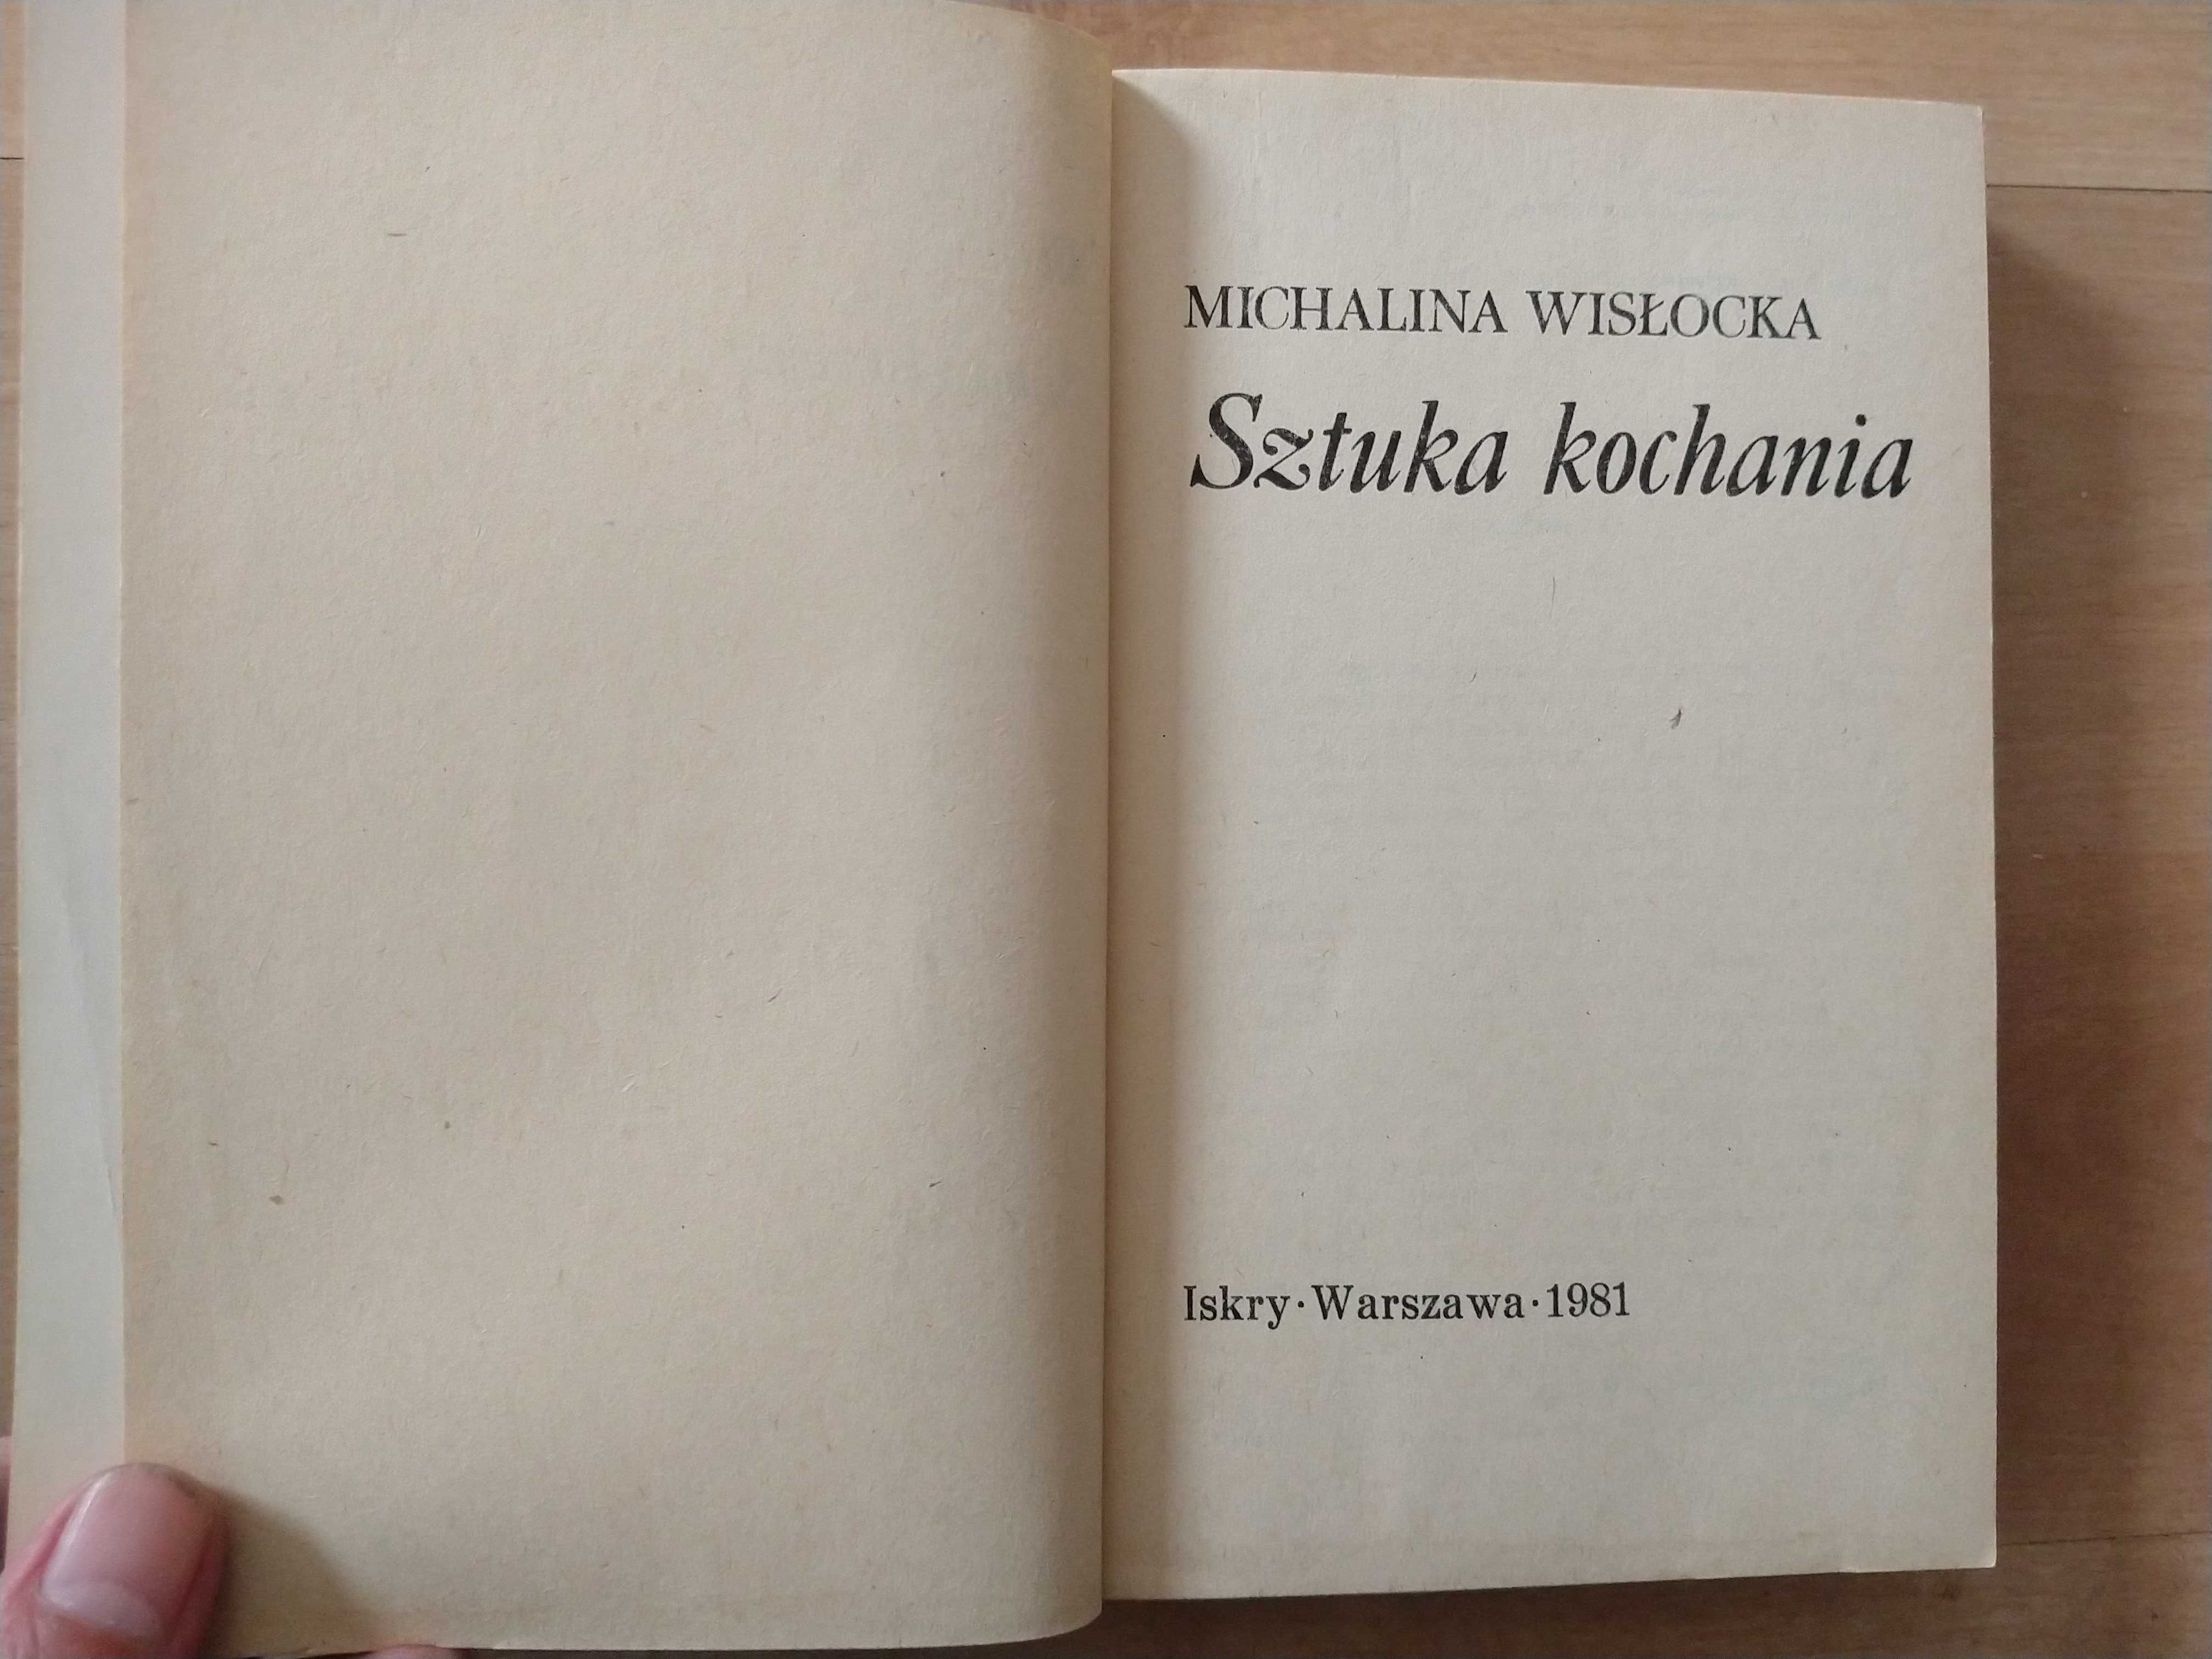 MICHALINA WISŁOCKA
Sztuka kochania
Iskry · Warszawa · 1981